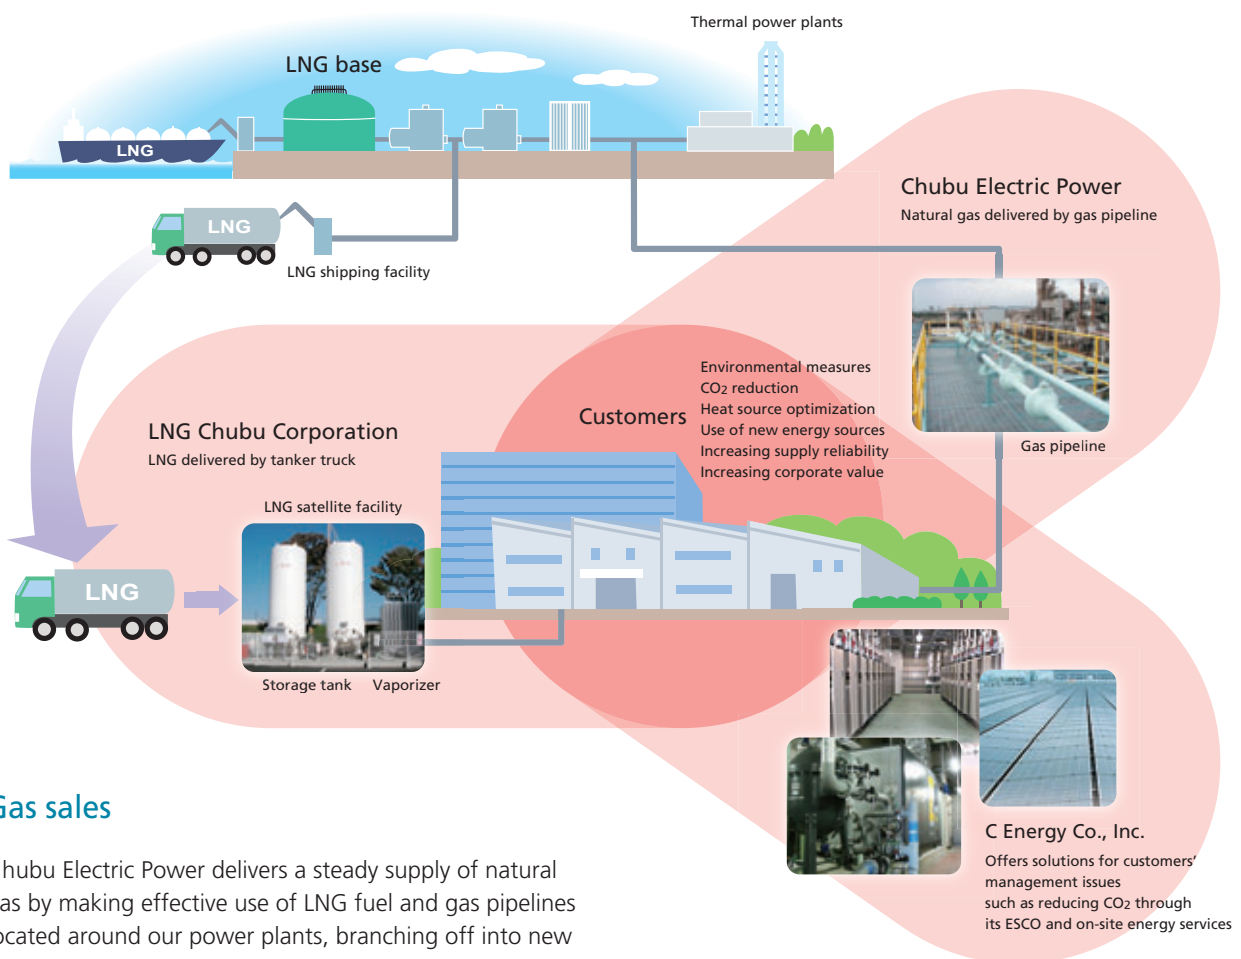 Thermal power plants
LNG base
LNG
Chubu Electric Power
Natural gas delivered by gas pipeline
LNG
LNG shipping facility
Environmental measures
CO2 reduction
Heat source optimization
Use of new energy sources
Increasing supply reliability
Increasing corporate value
Customers
Gas pipeline
LNG Chubu Corporation
LNG delivered by tanker truck
LNG satellite facility
LNG
Storage tank Vaporizer
C Energy Co., Inc.
Offers solutions for customers'
management issues
such as reducing CO2 through
its ESCO and on-site energy services
Gas sales
hubu Electric Power delivers a steady supply of natural
as by making effective use of LNG fuel and gas pipelines
ocated around our power plants, branching off into new